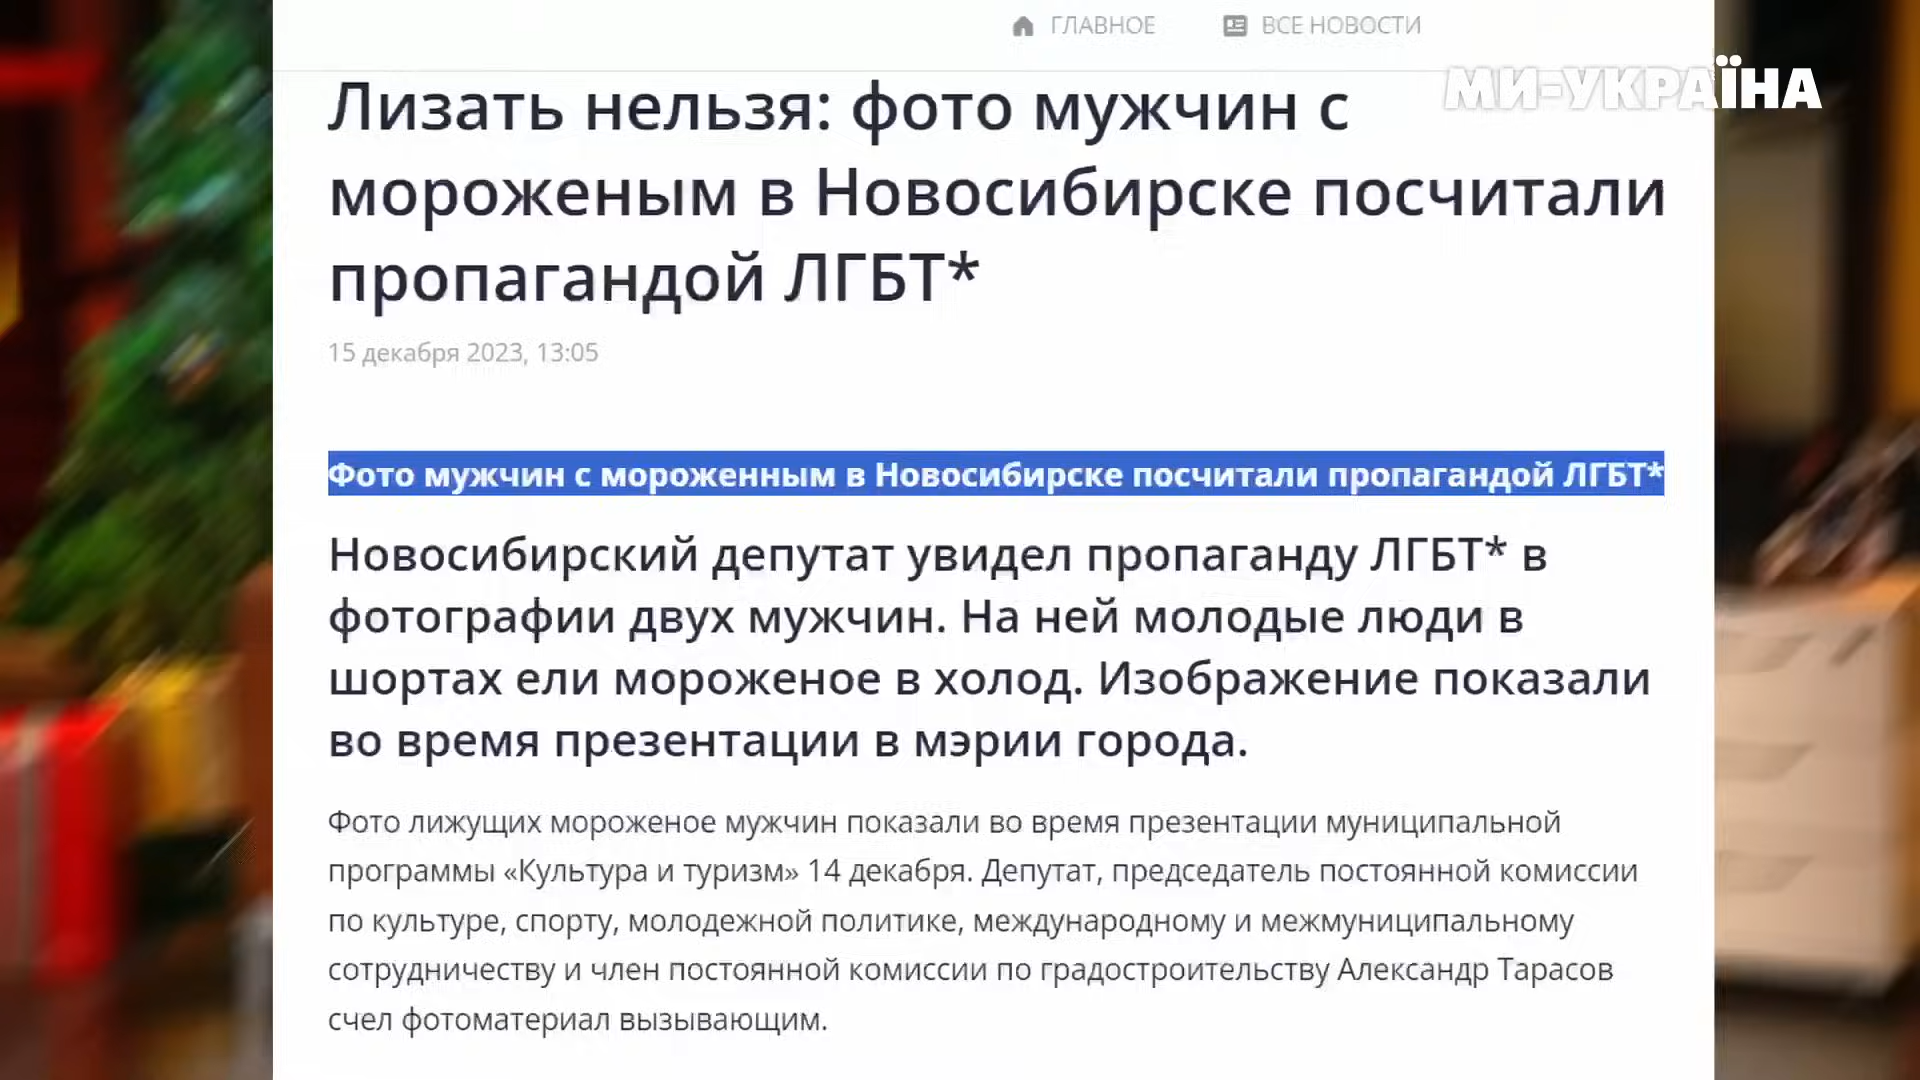 ГЛАВНОЕ ВСЕ НОВОСТИ
МИ-УКРАЇНА
Лизать нельзя: фото мужчин с
мороженым в Новосибирске посчитали
пропагандой ЛГБТ*
15 декабря 2023, 13:05
Фото мужчин с мороженным в Новосибирске посчитали пропагандой ЛГБТ*
Новосибирский депутат увидел пропаганду ЛГБТ* в
фотографии двух мужчин. На ней молодые люди в
шортах ели мороженое в холод. Изображение показали
во время презентации в мэрии города.
Фото лижущих мороженое мужчин показали во время презентации муниципальной
программы «Культура и туризм» 14 декабря. Депутат, председатель постоянной комиссии
по культуре, спорту, молодежной политике, международному и межмуниципальному
сотрудничеству и член постоянной комиссии по градостроительству Александр Тарасов
счел фотоматериал вызывающим.